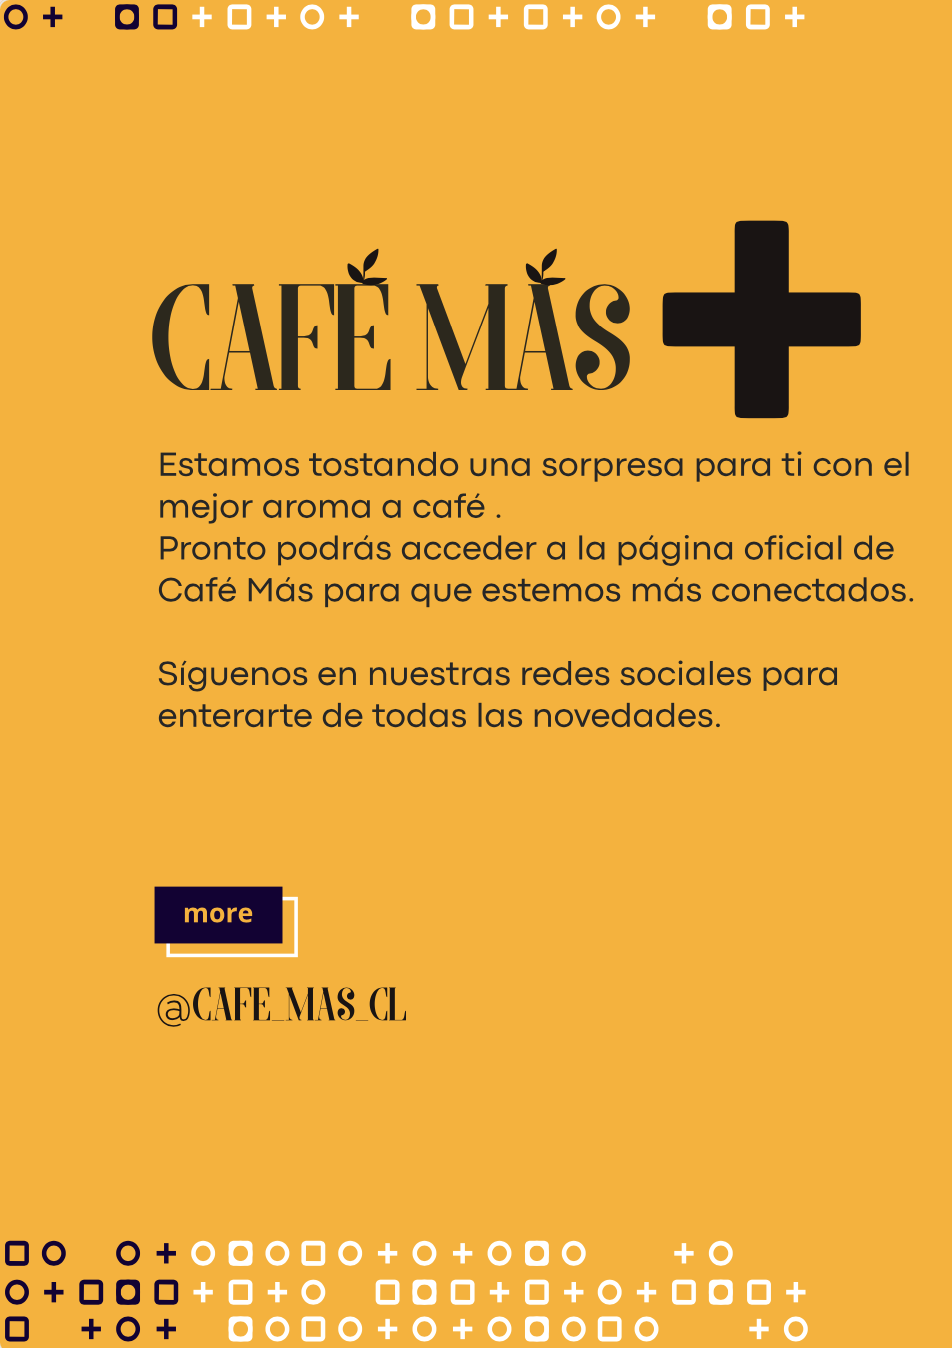 CAFÉ MÁS
Estamos tostando una sorpresa para ti con el
mejor aroma a café .
Pronto podrás acceder a la página oficial de
Café Más para que estemos más conectados.
Síguenos en nuestras redes sociales para
enterarte de todas las novedades.
more
@CAFE_MAS_CL